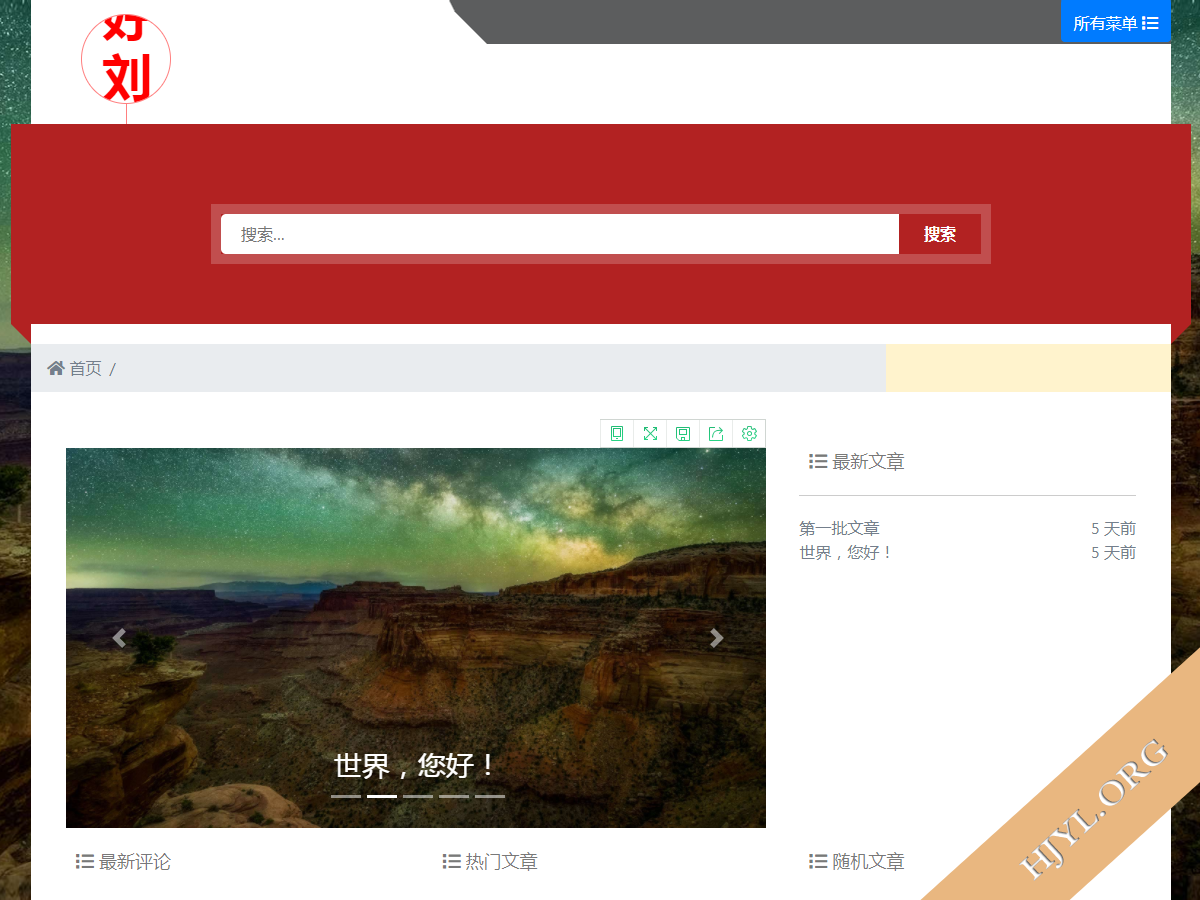 好
刘
所有菜单
搜索...
搜索
首页 /
最新文章
第一批文章 5 天前
世界，您好！ 5 天前
世界，您好！
最新评论
热门文章
随机文章
HJYL.ORG